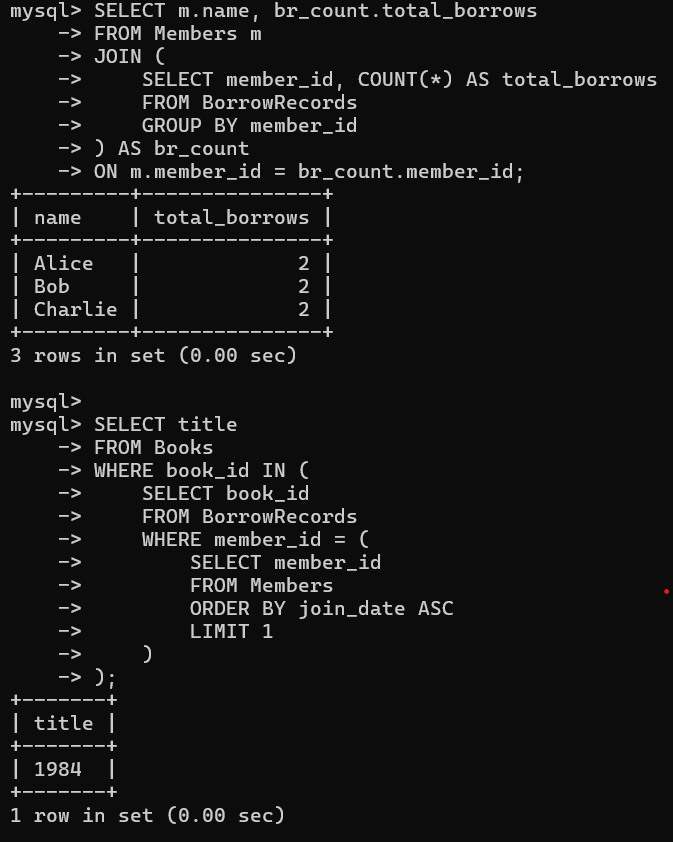 mysql> SELECT m.name, br_count.total_borrows
    -> FROM Members m
    -> JOIN (
    ->     SELECT member_id, COUNT(*) AS total_borrows
    ->     FROM BorrowRecords
    ->     GROUP BY member_id
    -> ) AS br_count
    -> ON m.member_id = br_count.member_id;
+---------+---------------+
| name    | total_borrows |
+---------+---------------+
| Alice   |             2 |
| Bob     |             2 |
| Charlie |             2 |
+---------+---------------+
3 rows in set (0.00 sec)

mysql>
mysql> SELECT title
    -> FROM Books
    -> WHERE book_id IN (
    ->     SELECT book_id
    ->     FROM BorrowRecords
    ->     WHERE member_id = (
    ->         SELECT member_id
    ->         FROM Members
    ->         ORDER BY join_date ASC
    ->         LIMIT 1
    ->     )
    -> );
+-------+
| title |
+-------+
| 1984  |
+-------+
1 row in set (0.00 sec)